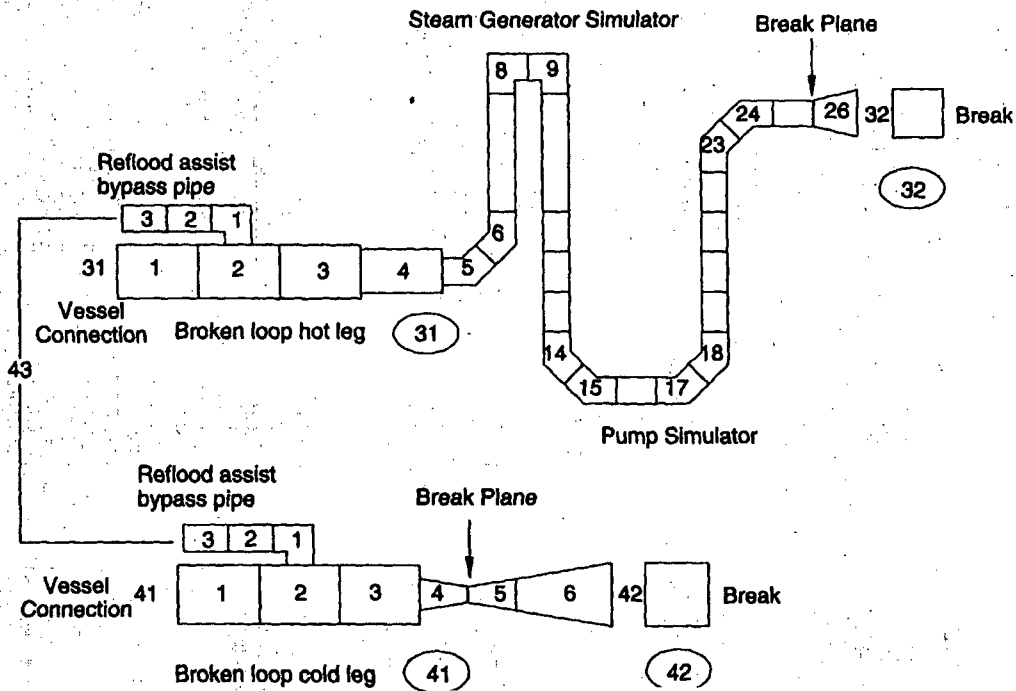 Steam Generator Simulator
Break Plane
8 9
24 26 32 Break
23
32
Reflood assist
bypass pipe
3 2 1
6
5
31 1 2 3 4
Vessel
Connection
Broken loop hot leg 31
14 18
15 17
43
Pump Simulator
Reflood assist
bypass pipe
Break Plane
3 2 1
Vessel
Connection
41 1 2 3 4 5 6 42 Break
Broken loop cold leg 41 42